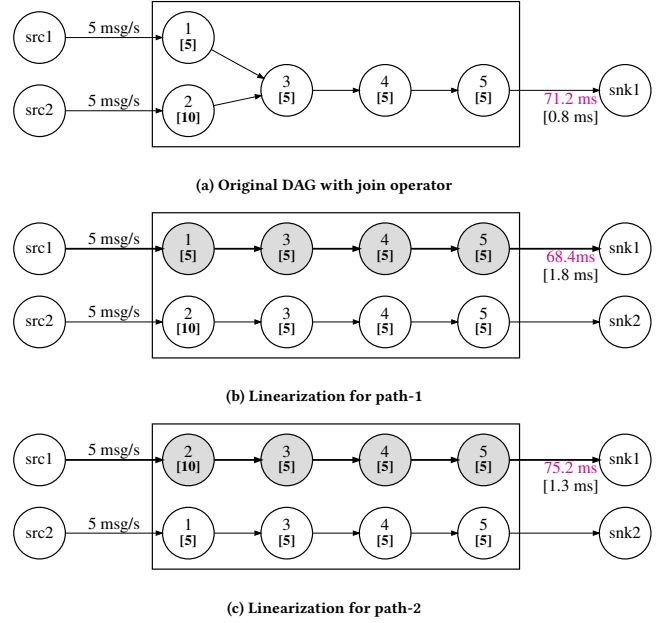 src1
5 msg/s
1
[5]
src2
5 msg/s
2
[10]
3
[5]
4
[5]
5
[5]
71.2 ms
[0.8 ms]
snk1
(a) Original DAG with join operator
src1
5 msg/s
1
[5]
3
[5]
4
[5]
5
[5]
68.4ms
[1.8 ms]
snk1
src2
5 msg/s
2
[10]
3
[5]
4
[5]
5
[5]
snk2
(b) Linearization for path-1
src1
5 msg/s
2
[10]
3
[5]
4
[5]
5
[5]
75.2 ms
[1.3 ms]
snk1
src2
5 msg/s
1
[5]
3
[5]
4
[5]
5
[5]
snk2
(c) Linearization for path-2